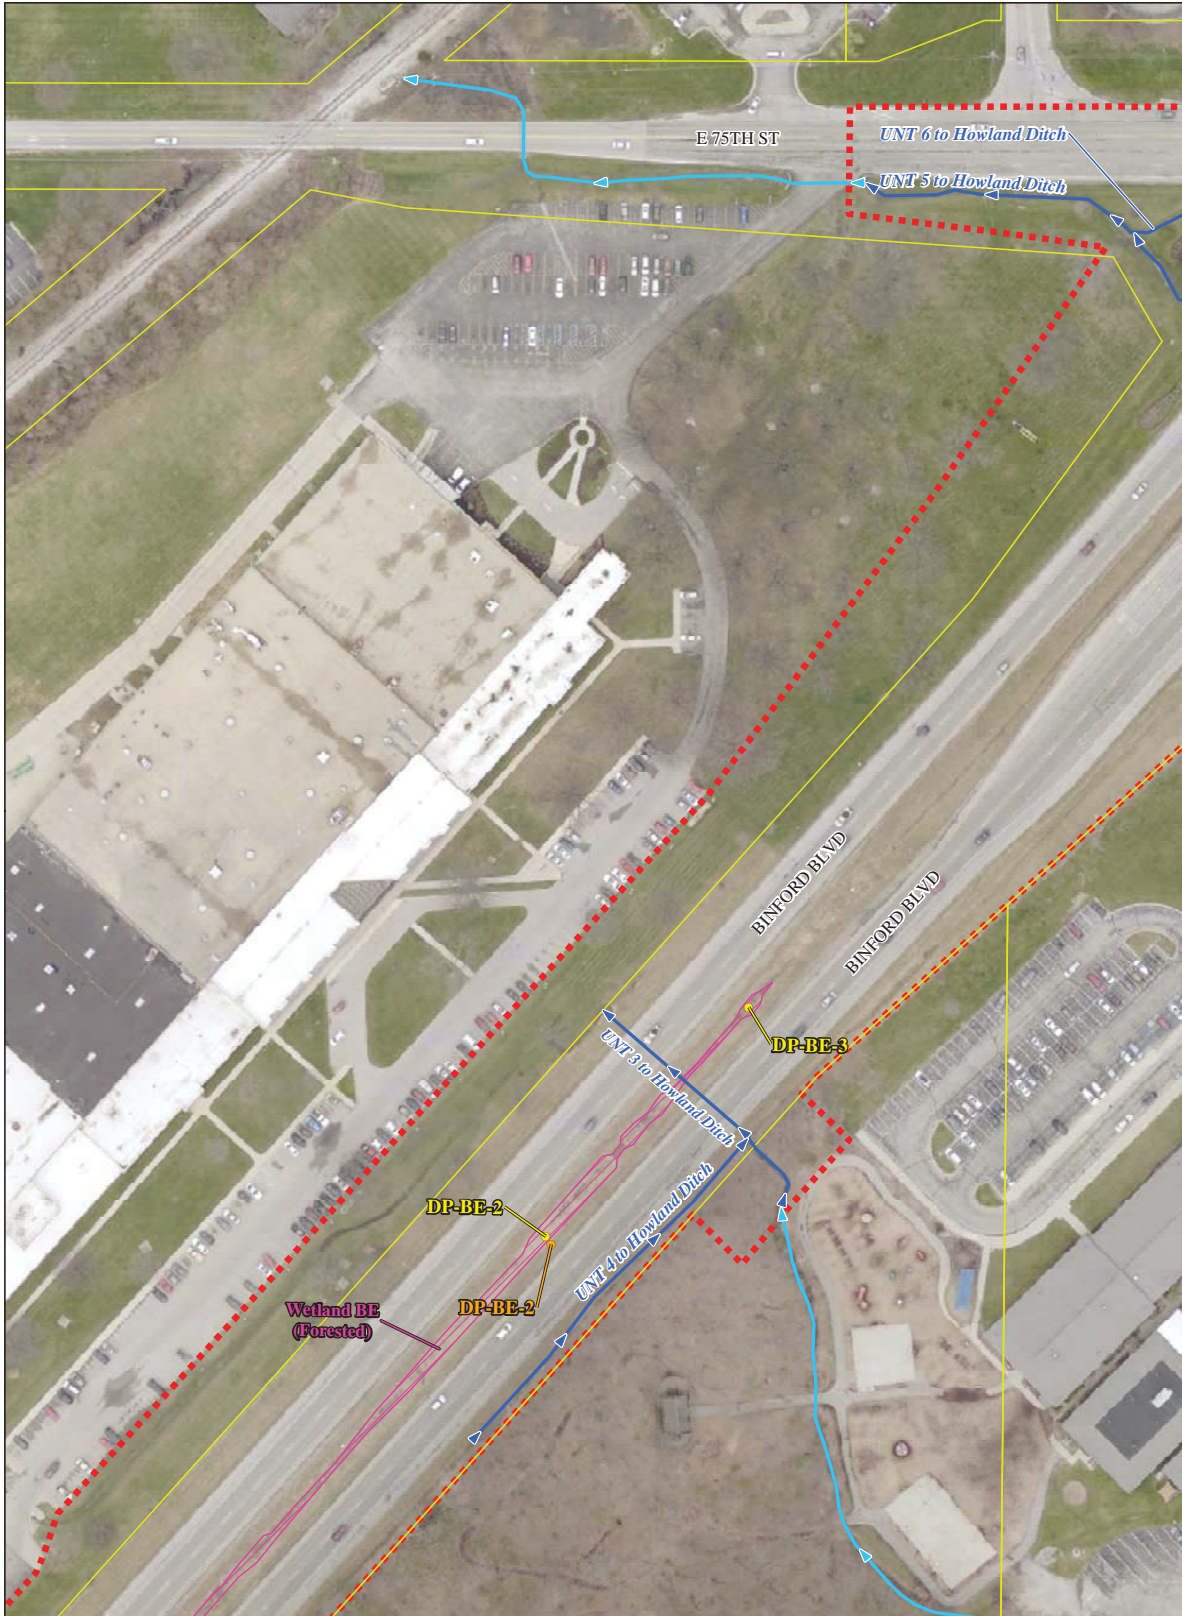 E 75TH ST
UNT 6 to Howland Ditch
UNT 5 to Howland Ditch
BINFORD BLVD
BINFORD BLVD
DP-BE-3
UNT 3 to Howland Ditch
DP-BE-2
UNT 4 to Howland Ditch
DP-BE-2
Wetland BE
(Forested)